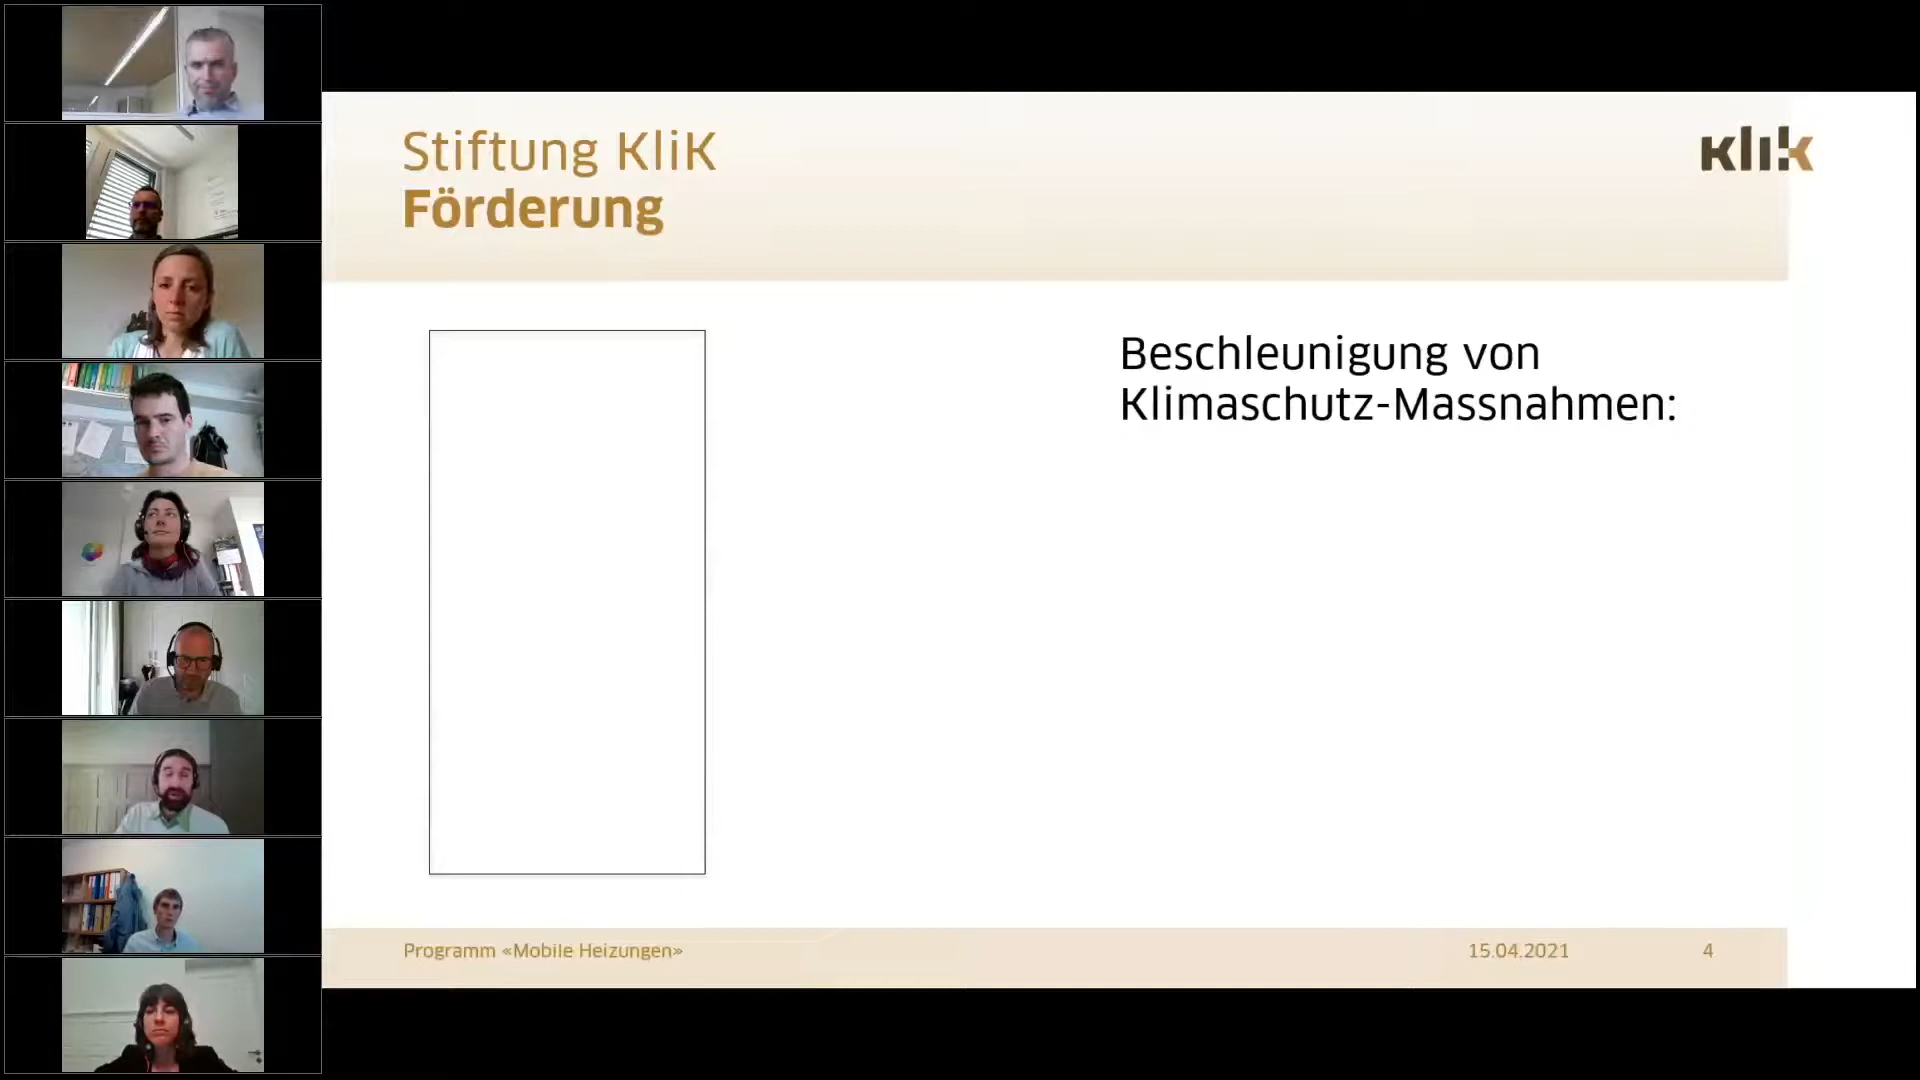 Stiftung KliK
Förderung
klik
Beschleunigung von
Klimaschutz-Massnahmen:
Programm «Mobile Heizungen»
15.04.2021
4